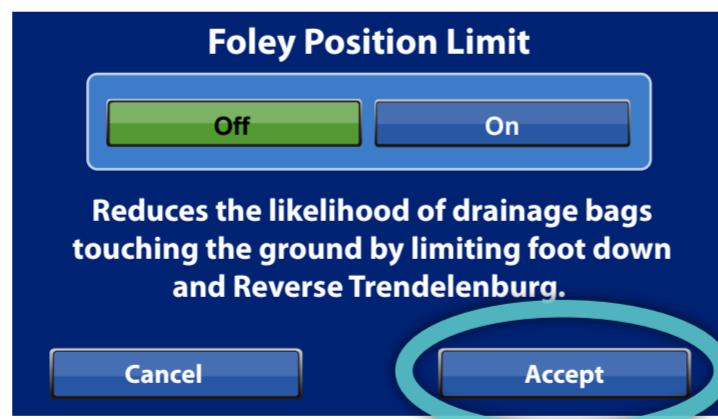 Foley Position Limit
Off On
Reduces the likelihood of drainage bags
touching the ground by limiting foot down
and Reverse Trendelenburg.
Cancel Accept